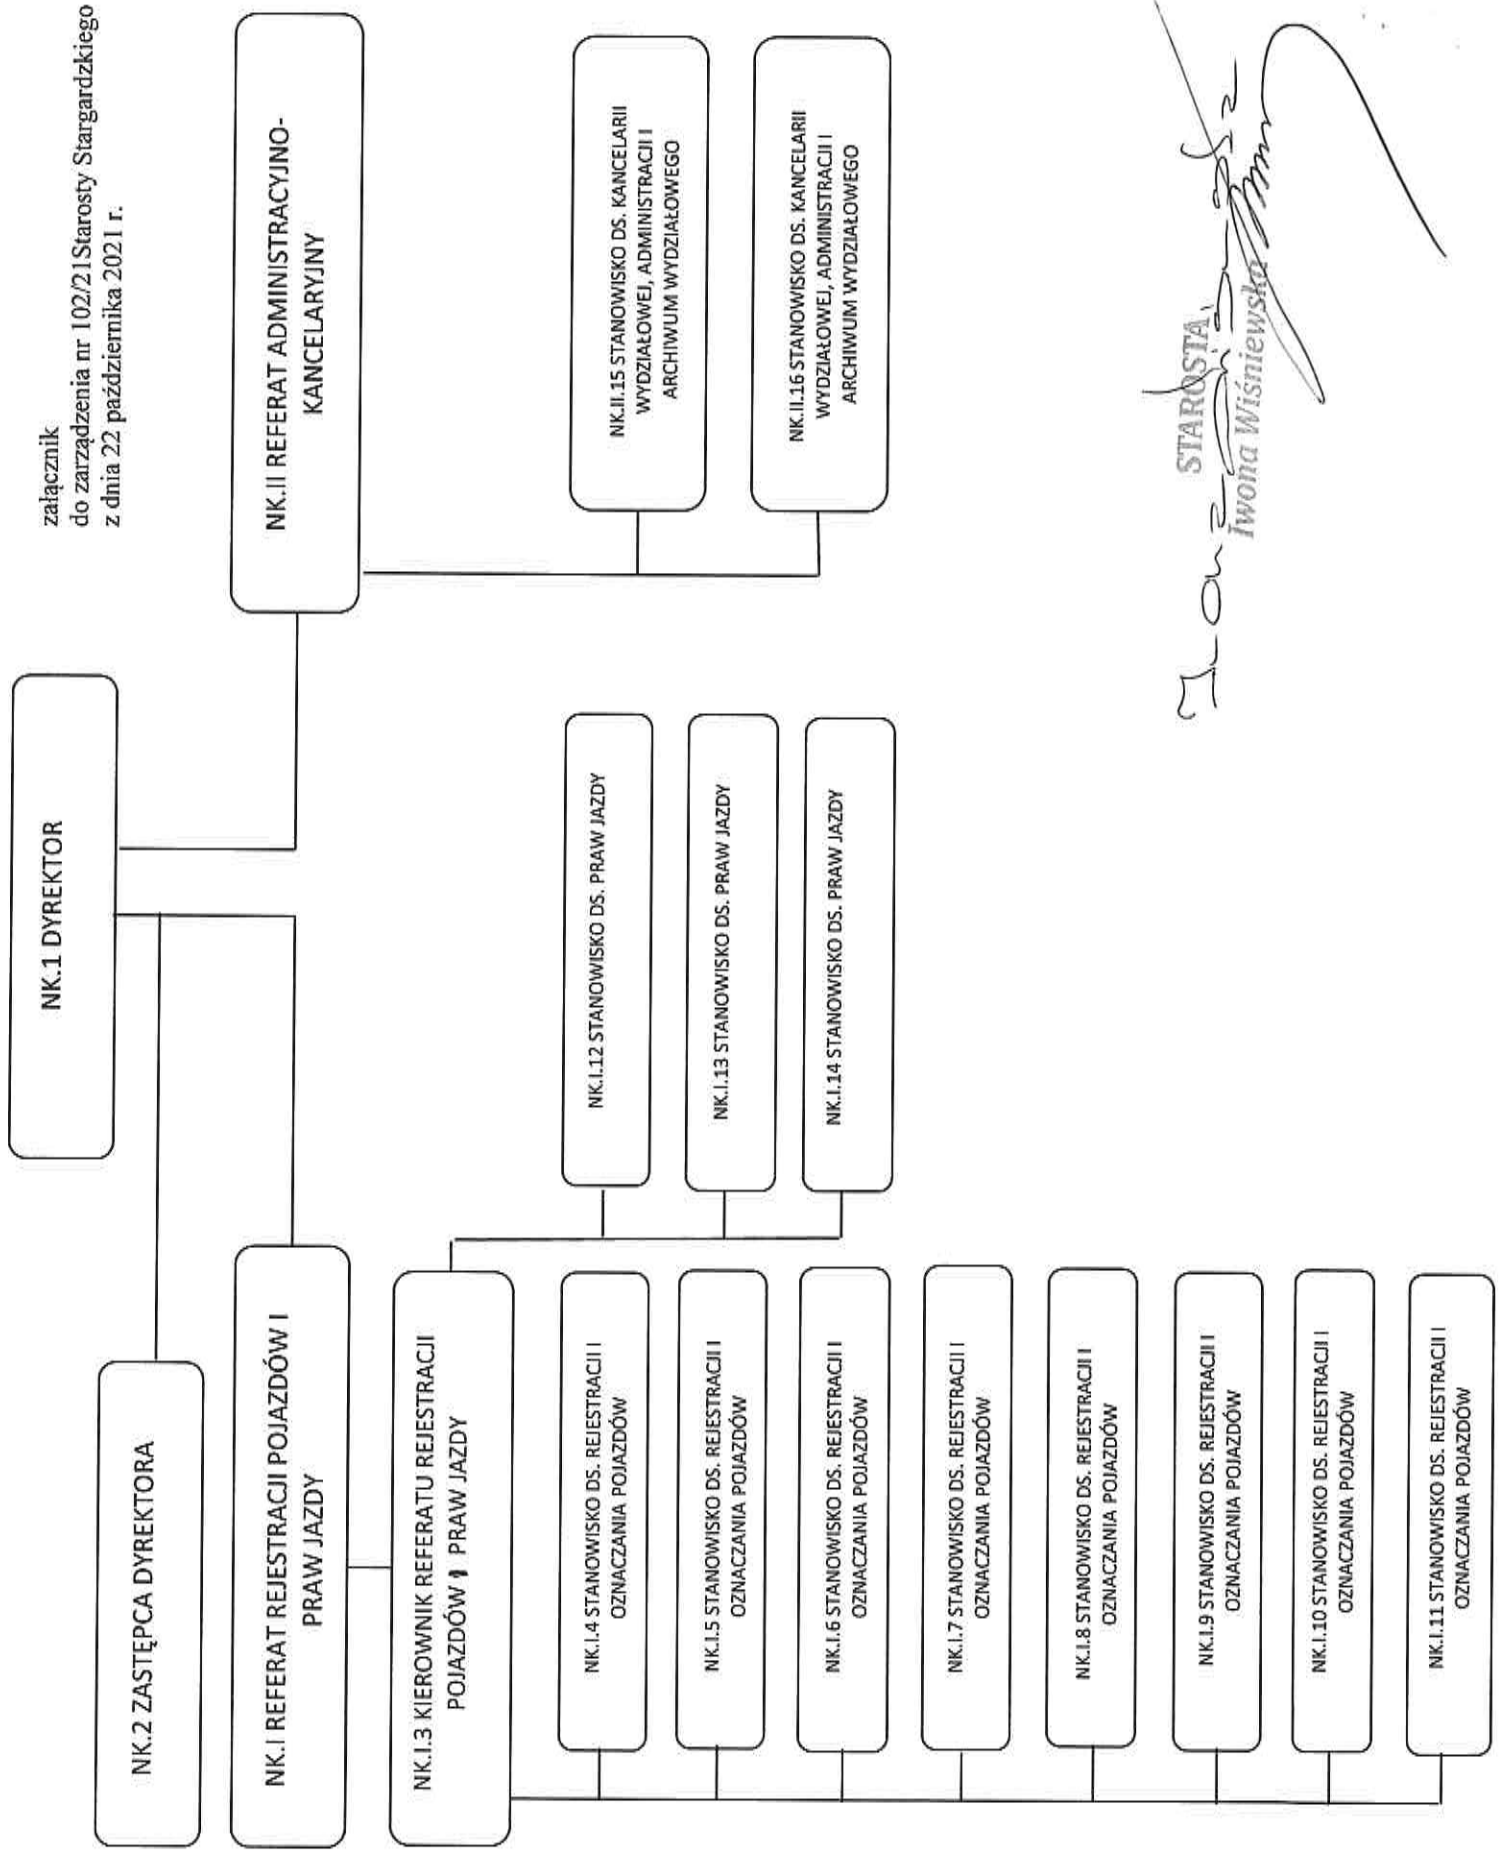 załącznik
do zarządzenia nr 102/21Starosty Stargardzkiego
z dnia 22 października 2021 r.
NK.1 DYREKTOR
NK.2 ZASTĘPCA DYREKTORA
NK.I REFERAT REJESTRACJI POJAZDÓW I
PRAW JAZDY
NK.II REFERAT ADMINISTRACYJNO-
KANCELARYJNY
NK.I.3 KIEROWNIK REFERATU REJESTRACJI
POJAZDÓW I PRAW JAZDY
NK.I.4 STANOWISKO DS. REJESTRACJI I
OZNACZANIA POJAZDÓW
NK.I.5 STANOWISKO DS. REJESTRACJI I
OZNACZANIA POJAZDÓW
NK.I.6 STANOWISKO DS. REJESTRACJI I
OZNACZANIA POJAZDÓW
NK.I.7 STANOWISKO DS. REJESTRACJI I
OZNACZANIA POJAZDÓW
NK.I.8 STANOWISKO DS. REJESTRACJI I
OZNACZANIA POJAZDÓW
NK.I.9 STANOWISKO DS. REJESTRACJI I
OZNACZANIA POJAZDÓW
NK.I.10 STANOWISKO DS. REJESTRACJI I
OZNACZANIA POJAZDÓW
NK.I.11 STANOWISKO DS. REJESTRACJI I
OZNACZANIA POJAZDÓW
NK.I.12 STANOWISKO DS. PRAW JAZDY
NK.I.13 STANOWISKO DS. PRAW JAZDY
NK.I.14 STANOWISKO DS. PRAW JAZDY
NK.II.15 STANOWISKO DS. KANCELARII
WYDZIAŁOWEJ, ADMINISTRACJI I
ARCHIWUM WYDZIAŁOWEGO
NK.II.16 STANOWISKO DS. KANCELARII
WYDZIAŁOWEJ, ADMINISTRACJI I
ARCHIWUM WYDZIAŁOWEGO
STAROSTA
Iwona Wiśniewska